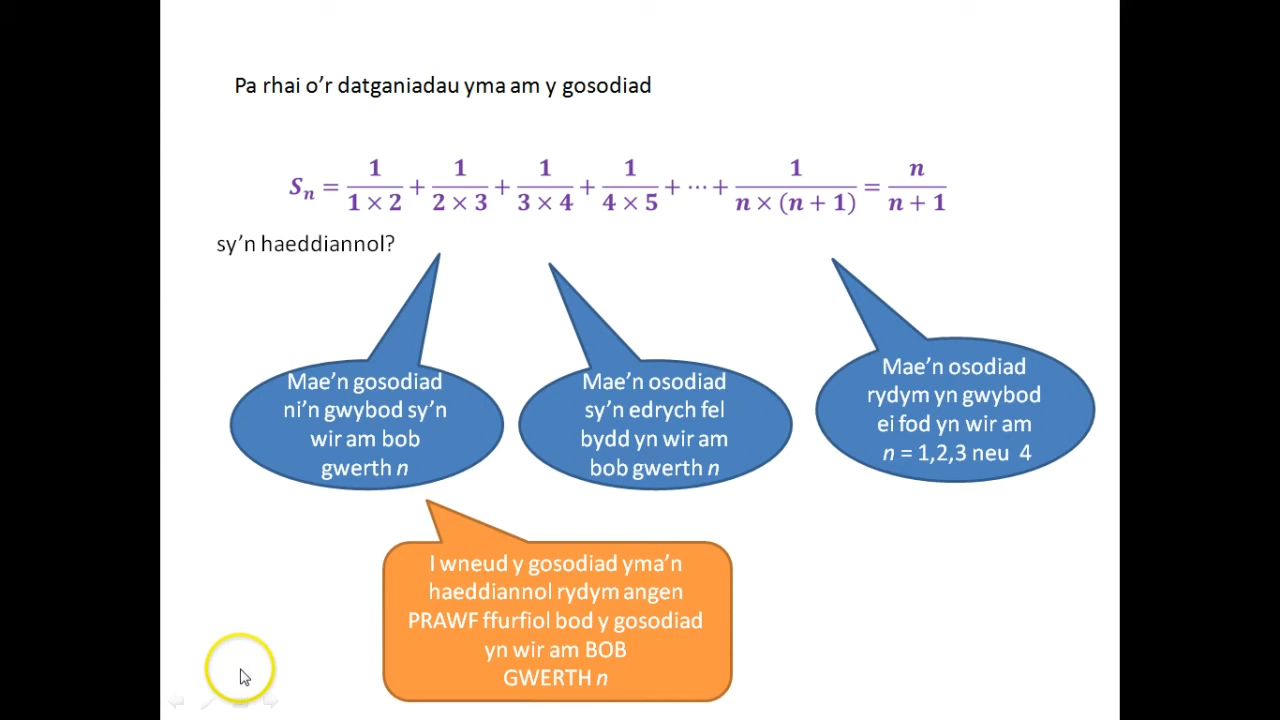 Pa rhai o’r datganiadau yma am y gosodiad
Sₙ = 1/(1 × 2) + 1/(2 × 3) + 1/(3 × 4) + 1/(4 × 5) + ⋯ + 1/(n × (n + 1)) = n/(n + 1)
sy’n haeddiannol?
Mae’n gosodiad
ni’n gwybod sy’n
wir am bob
gwerth n
Mae’n osodiad
sy’n edrych fel
bydd yn wir am
bob gwerth n
Mae’n osodiad
rydym yn gwybod
ei fod yn wir am
n = 1,2,3 neu 4
I wneud y gosodiad yma’n
haeddiannol rydym angen
PRAWF ffurfiol bod y gosodiad
yn wir am BOB
GWERTH n